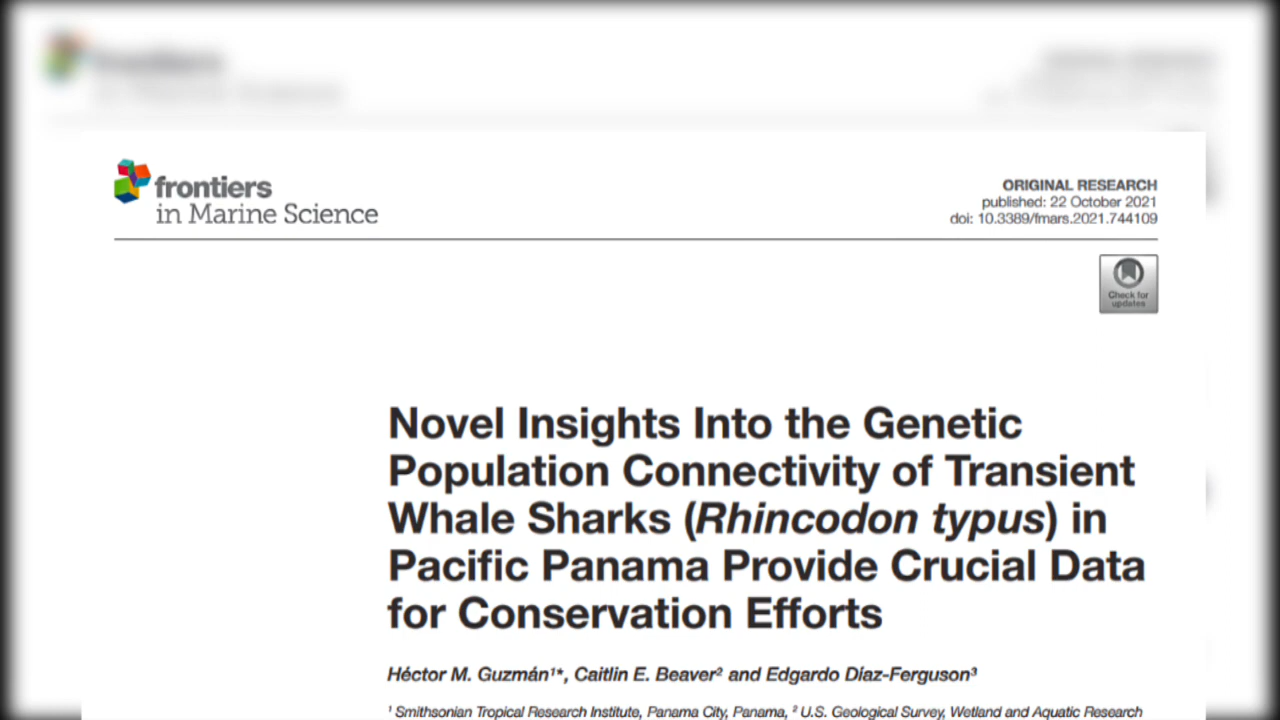 frontiers
in Marine Science
ORIGINAL RESEARCH
published: 22 October 2021
doi: 10.3389/fmars.2021.744109
Check for
updates
Novel Insights Into the Genetic
Population Connectivity of Transient
Whale Sharks (Rhincodon typus) in
Pacific Panama Provide Crucial Data
for Conservation Efforts
Héctor M. Guzmán¹*, Caitlin E. Beaver² and Edgardo Díaz-Ferguson³
¹ Smithsonian Tropical Research Institute, Panama City, Panama, ² U.S. Geological Survey, Wetland and Aquatic Research